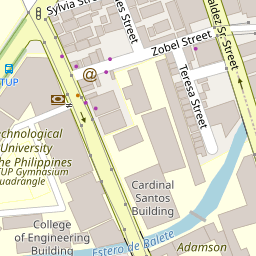 Sylvia Street
es Street
Zobel Street
aldez Sr. Street
Teresa Street
TUP
@
echnological
University
the Philippines
TUP Gymnasium
Quadrangle
Cardinal
Santos
Building
College
of Engineering
Building
Estero de Balete
Adamson